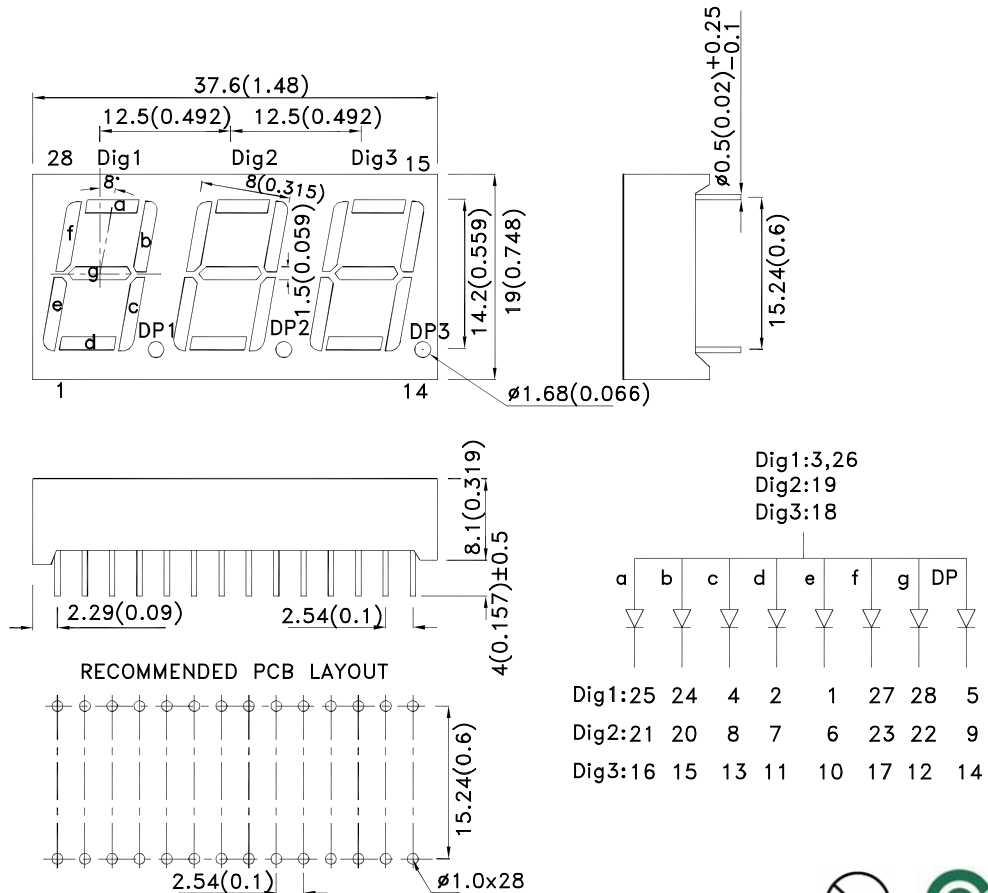 37.6(1.48)
12.5(0.492) 12.5(0.492)
28 Dig1 Dig2 Dig3 15
8°
8(0.315)
a
f b
g
e c
d
1.5(0.059)
DP1 DP2 DP3
14.2(0.559)
19(0.748)
1 14
ø1.68(0.066)
ø0.5(0.02)+0.25 -0.1
15.24(0.6)
8.1(0.319)
4(0.157)±0.5
2.29(0.09) 2.54(0.1)
RECOMMENDED PCB LAYOUT
15.24(0.6)
2.54(0.1) ø1.0x28
Dig1:3,26
Dig2:19
Dig3:18
a b c d e f g DP
Dig1:25 24 4 2 1 27 28 5
Dig2:21 20 8 7 6 23 22 9
Dig3:16 15 13 11 10 17 12 14